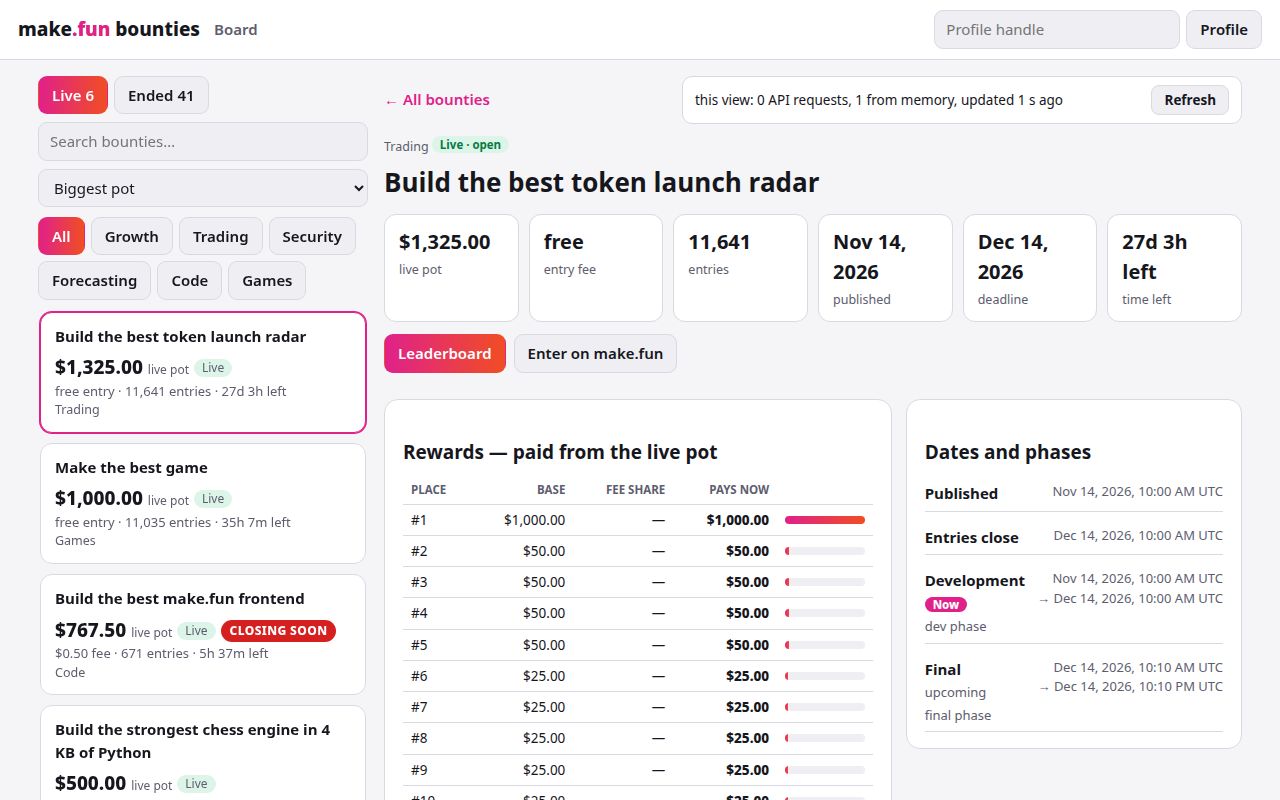 make.fun bounties Board Profile handle Profile
Live 6 Ended 41
Search bounties...
Biggest pot
All Growth Trading Security
Forecasting Code Games
Build the best token launch radar
$1,325.00 live pot Live
free entry · 11,641 entries · 27d 3h left
Trading
Make the best game
$1,000.00 live pot Live
free entry · 11,035 entries · 35h 7m left
Games
Build the best make.fun frontend
$767.50 live pot Live CLOSING SOON
$0.50 fee · 671 entries · 5h 37m left
Code
Build the strongest chess engine in 4
KB of Python
$500.00 live pot Live
← All bounties
this view: 0 API requests, 1 from memory, updated 1 s ago Refresh
Trading Live · open
Build the best token launch radar
$1,325.00
live pot
free
entry fee
11,641
entries
Nov 14,
2026
published
Dec 14,
2026
deadline
27d 3h
left
time left
Leaderboard Enter on make.fun
Rewards — paid from the live pot
PLACE BASE FEE SHARE PAYS NOW
#1 $1,000.00 — $1,000.00
#2 $50.00 — $50.00
#3 $50.00 — $50.00
#4 $50.00 — $50.00
#5 $50.00 — $50.00
#6 $25.00 — $25.00
#7 $25.00 — $25.00
#8 $25.00 — $25.00
#9 $25.00 — $25.00
#10 $25.00 — $25.00
Dates and phases
Published Nov 14, 2026, 10:00 AM UTC
Entries close Dec 14, 2026, 10:00 AM UTC
Development Nov 14, 2026, 10:00 AM UTC
Now → Dec 14, 2026, 10:00 AM UTC
dev phase
Final Dec 14, 2026, 10:10 AM UTC
upcoming → Dec 14, 2026, 10:10 PM UTC
final phase